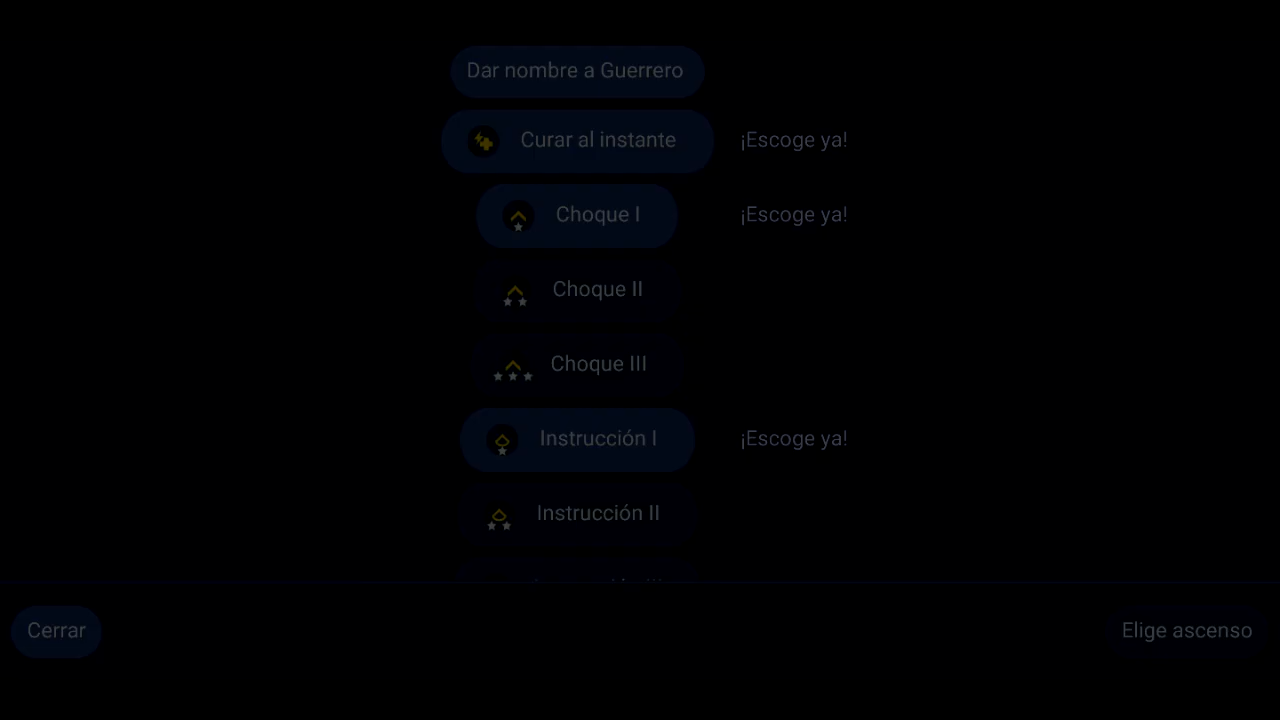 Dar nombre a Guerrero
Curar al instante ¡Escoge ya!
Choque I ¡Escoge ya!
Choque II
Choque III
Instrucción I ¡Escoge ya!
Instrucción II
Cerrar
Elige ascenso